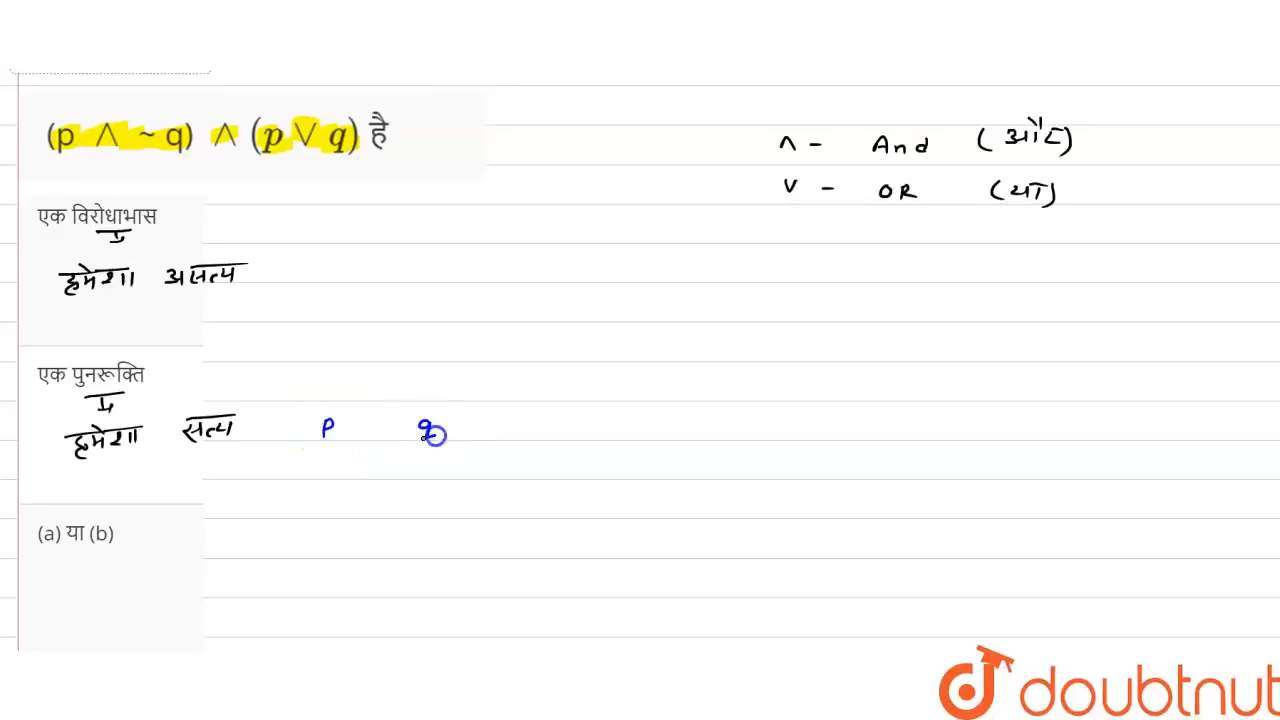 (p ∧ ~ q) ∧ (p ∨ q) है
∧ - And (और)
∨ - OR (या)
एक विरोधाभास
हमेशा असत्य
एक पुनरूक्ति
हमेशा सत्य
p q
(a) या (b)
doubtnut